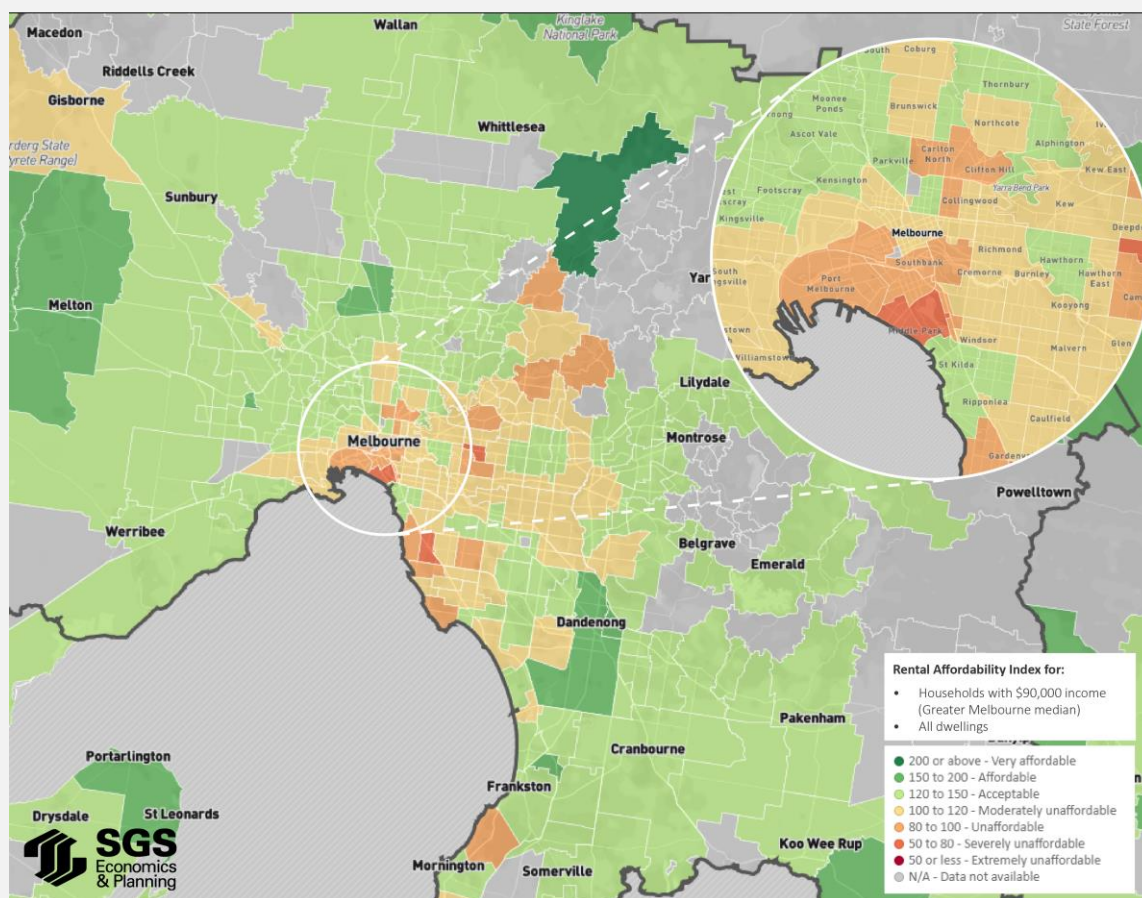 Macedon
Wallan
Kinglake
National Park
State Forest
Riddells Creek
Gisborne
Whittlesea
Sunbury
Melton
Melbourne
Lilydale
Montrose
Werribee
Belgrave
Emerald
Powelltown
Dandenong
Pakenham
Cranbourne
Portarlington
Frankston
Drysdale
St Leonards
Mornington
Somerville
Koo Wee Rup
Coburg
Thornbury
Moonee
Ponds
Brunswick
Northcote
Ascot Vale
Alphington
Carlton
North
Parkville
Clifton Hill
Kew East
Kensington
Yarra Bend Park
Footscray
Collingwood
Kew
Kingsville
Melbourne
Richmond
Hawthorn
Southbank
Cremorne
Burnley
Hawthorn
East
South
Port
Melbourne
Kooyong
Middle Park
Windsor
Malvern
Williamstown
St Kilda
Ripponlea
Caulfield
Rental Affordability Index for:
• Households with $90,000 income
(Greater Melbourne median)
• All dwellings
200 or above - Very affordable
150 to 200 - Affordable
120 to 150 - Acceptable
100 to 120 - Moderately unaffordable
80 to 100 - Unaffordable
50 to 80 - Severely unaffordable
50 or less - Extremely unaffordable
N/A - Data not available
SGS
Economics
& Planning